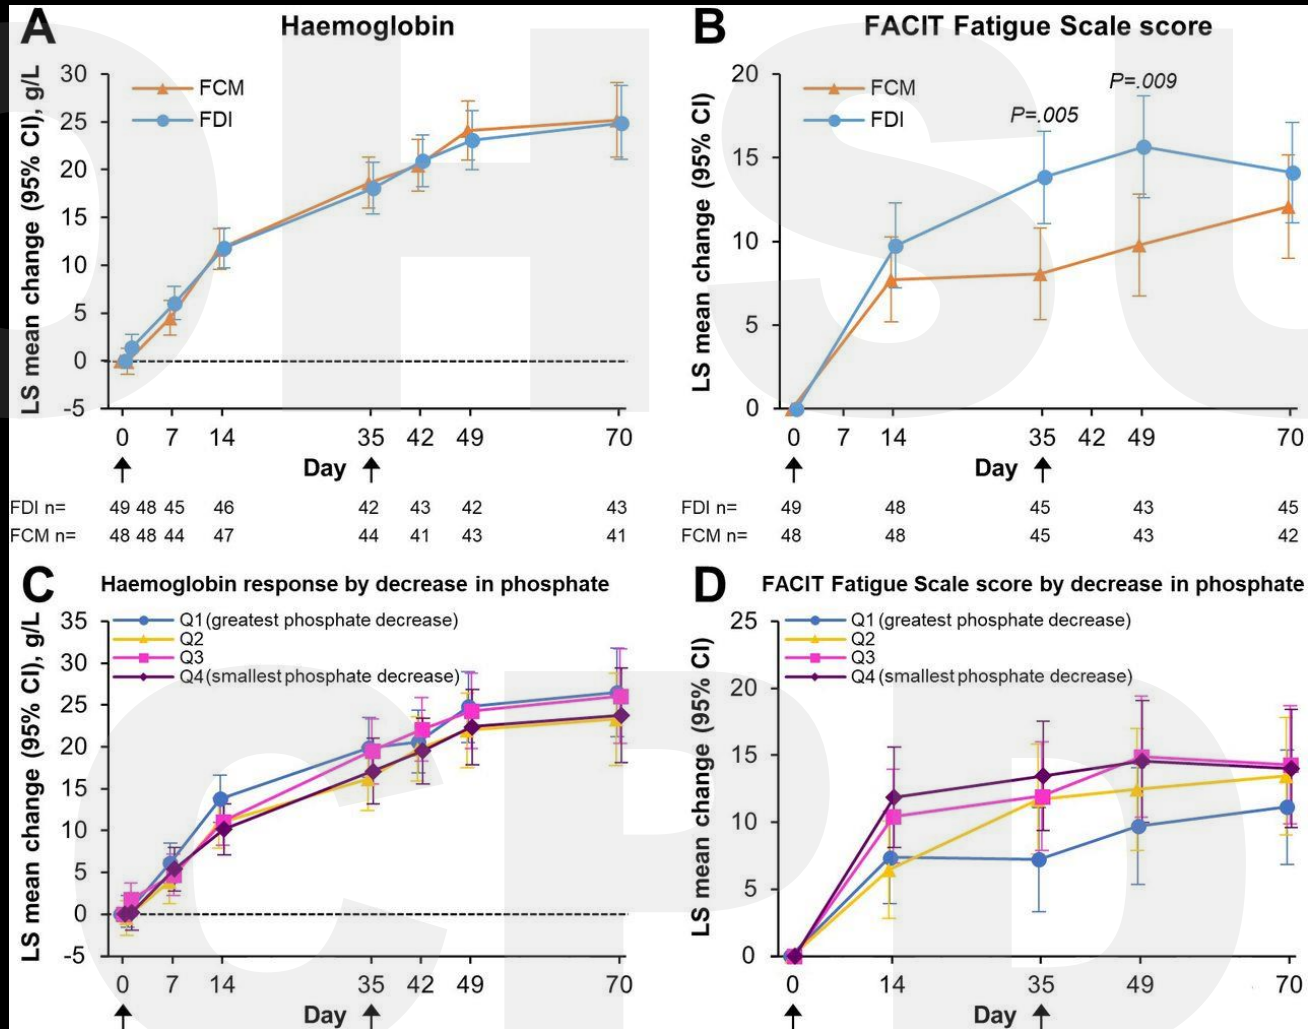 A Haemoglobin
LS mean change (95% CI), g/L
30
25
20
15
10
5
0
-5
FCM
FDI
0 7 14 35 42 49 70
Day
FDI n= 49 48 45 46 42 43 42 43
FCM n= 48 48 44 47 44 41 43 41
B FACIT Fatigue Scale score
LS mean change (95% CI)
20
15
10
5
0
FCM
FDI
P=.005
P=.009
0 7 14 35 42 49 70
Day
FDI n= 49 48 45 43 45
FCM n= 48 48 45 43 42
C Haemoglobin response by decrease in phosphate
LS mean change (95% CI), g/L
35
30
25
20
15
10
5
0
-5
Q1 (greatest phosphate decrease)
Q2
Q3
Q4 (smallest phosphate decrease)
0 7 14 35 42 49 70
Day
D FACIT Fatigue Scale score by decrease in phosphate
LS mean change (95% CI)
25
20
15
10
5
0
Q1 (greatest phosphate decrease)
Q2
Q3
Q4 (smallest phosphate decrease)
0 14 35 49 70
Day